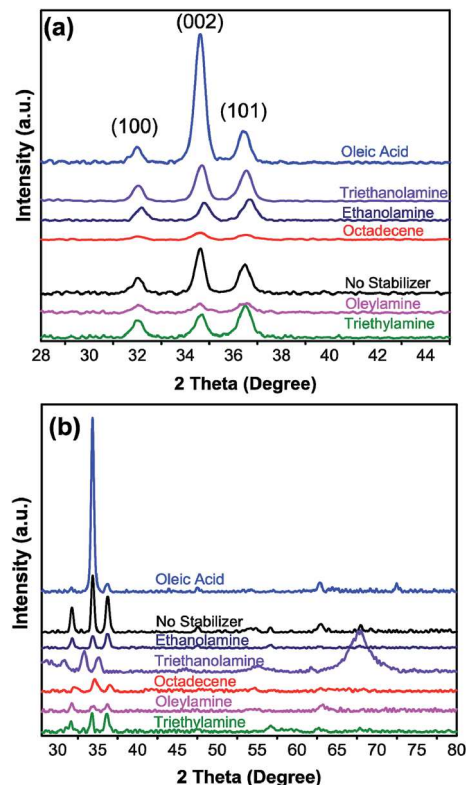 (a)
(002)
(100)
(101)
Oleic Acid
Triethanolamine
Ethanolamine
Octadecene
No Stabilizer
Oleylamine
Triethylamine
Intensity (a.u.)
28 30 32 34 36 38 40 42 44
2 Theta (Degree)
(b)
Oleic Acid
No Stabilizer
Ethanolamine
Triethanolamine
Octadecene
Oleylamine
Triethylamine
Intensity (a.u.)
30 35 40 45 50 55 60 65 70 75 80
2 Theta (Degree)